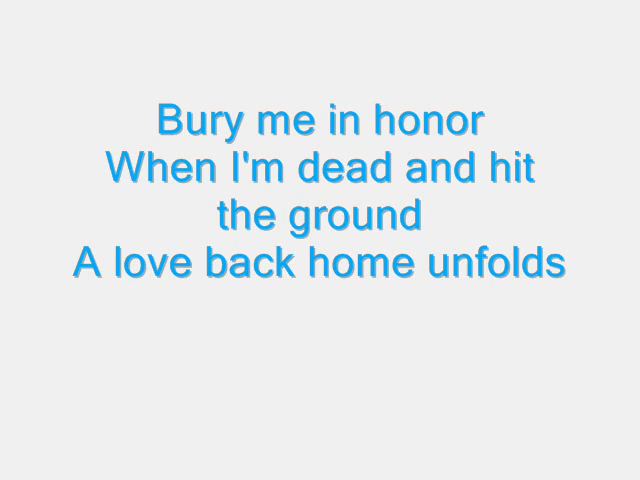 Bury me in honor
When I'm dead and hit
the ground
A love back home unfolds